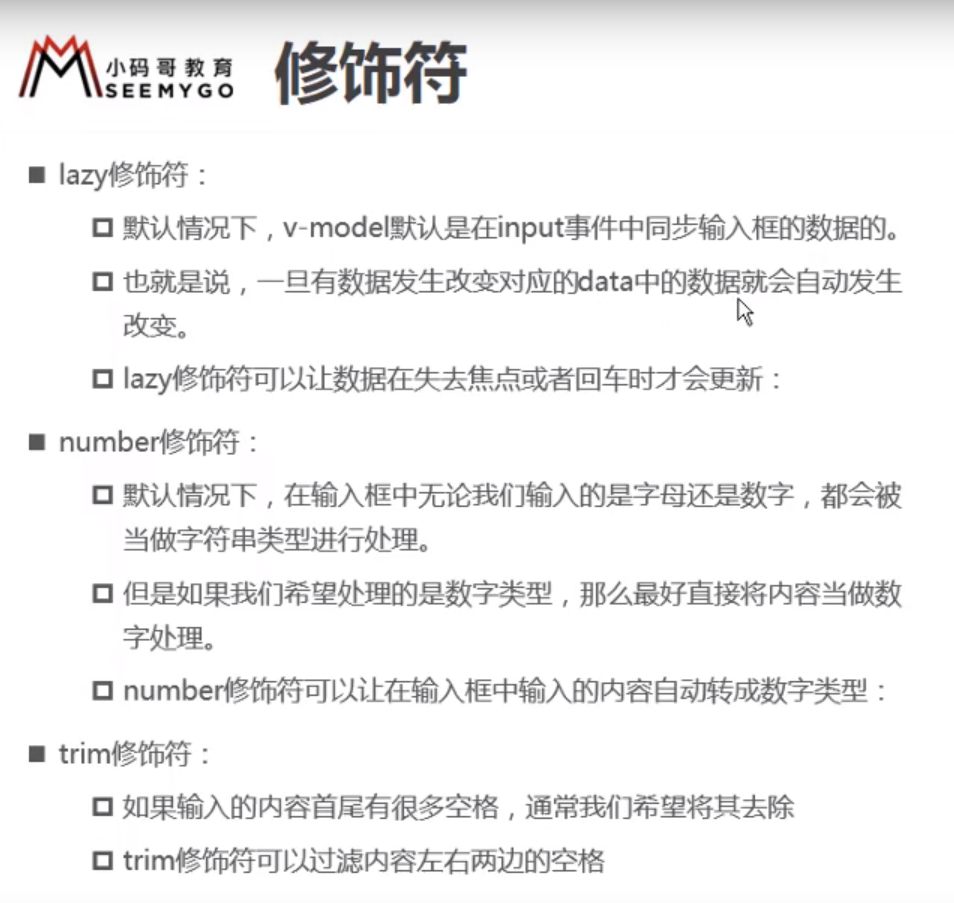 小码哥教育
SEEMYGO
修饰符
lazy修饰符：
默认情况下，v-model默认是在input事件中同步输入框的数据的。
也就是说，一旦有数据发生改变对应的data中的数据就会自动发生
改变。
lazy修饰符可以让数据在失去焦点或者回车时才会更新：
number修饰符：
默认情况下，在输入框中无论我们输入的是字母还是数字，都会被
当做字符串类型进行处理。
但是如果我们希望处理的是数字类型，那么最好直接将内容当做数
字处理。
number修饰符可以让在输入框中输入的内容自动转成数字类型：
trim修饰符：
如果输入的内容首尾有很多空格，通常我们希望将其去除
trim修饰符可以过滤内容左右两边的空格